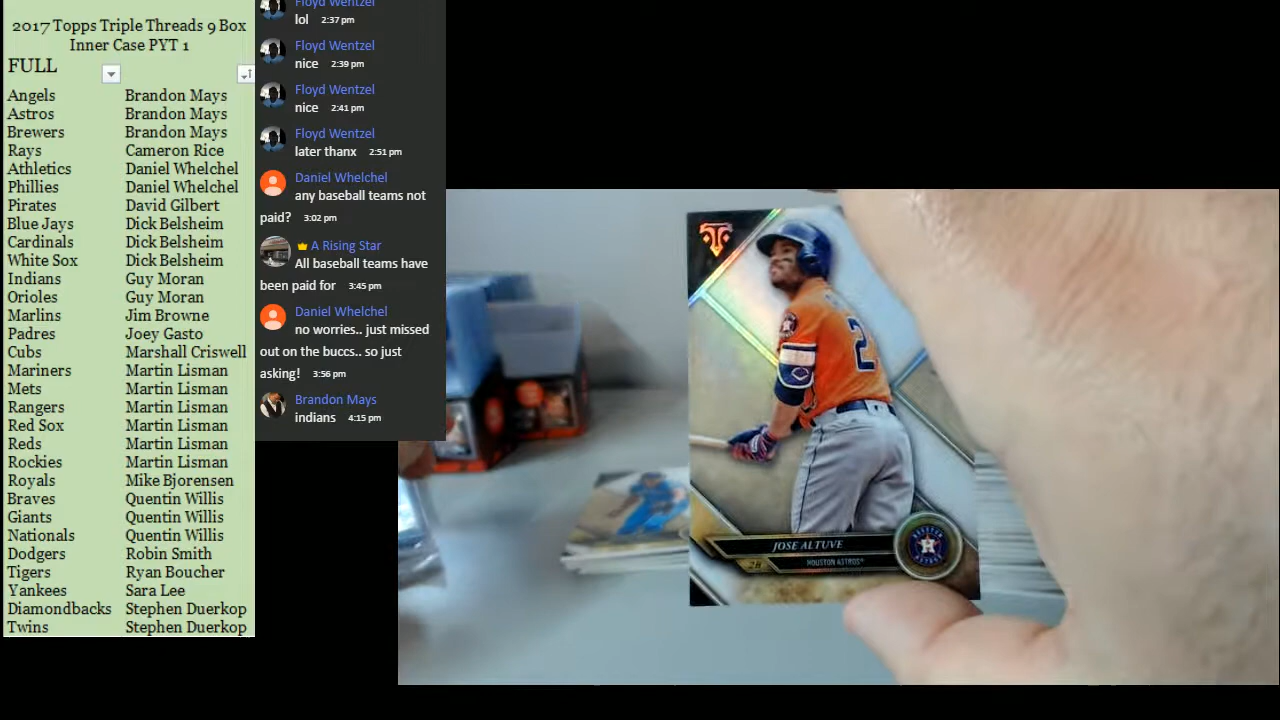 2017 Topps Triple Threads 9 Box
Inner Case PYT 1
FULL
Angels Brandon Mays
Astros Brandon Mays
Brewers Brandon Mays
Rays Cameron Rice
Athletics Daniel Whelchel
Phillies Daniel Whelchel
Pirates David Gilbert
Blue Jays Dick Belsheim
Cardinals Dick Belsheim
White Sox Dick Belsheim
Indians Guy Moran
Orioles Guy Moran
Marlins Jim Browne
Padres Joey Gasto
Cubs Marshall Criswell
Mariners Martin Lisman
Mets Martin Lisman
Rangers Martin Lisman
Red Sox Martin Lisman
Reds Martin Lisman
Rockies Martin Lisman
Royals Mike Bjorensen
Braves Quentin Willis
Giants Quentin Willis
Nationals Quentin Willis
Dodgers Robin Smith
Tigers Ryan Boucher
Yankees Sara Lee
Diamondbacks Stephen Duerkop
Twins Stephen Duerkop
Floyd Wentzel
lol 2:37 pm
Floyd Wentzel
nice 2:39 pm
Floyd Wentzel
nice 2:41 pm
Floyd Wentzel
later thanx 2:51 pm
Daniel Whelchel
any baseball teams not
paid? 3:02 pm
A Rising Star
All baseball teams have
been paid for 3:45 pm
Daniel Whelchel
no worries.. just missed
out on the buccs.. so just
asking! 3:56 pm
Brandon Mays
indians 4:15 pm
2
JOSE ALTUVE
2B HOUSTON ASTROS®